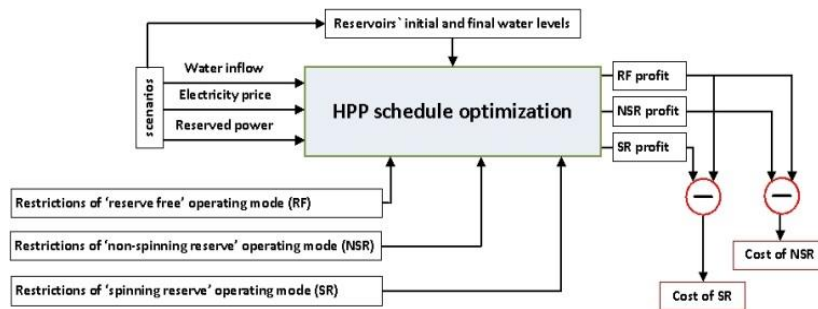 Reservoirs` initial and final water levels
scenarios
Water inflow
Electricity price
Reserved power
HPP schedule optimization
RF profit
NSR profit
SR profit
Restrictions of ‘reserve free’ operating mode (RF)
Restrictions of ‘non-spinning reserve’ operating mode (NSR)
Restrictions of ‘spinning reserve’ operating mode (SR)
Cost of NSR
Cost of SR